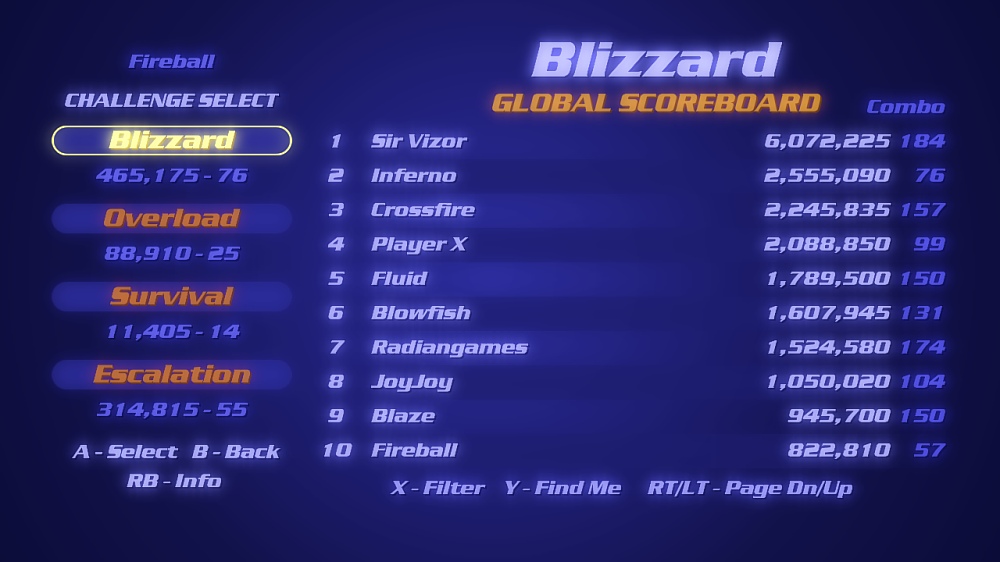 Fireball
CHALLENGE SELECT
Blizzard
465,175 - 76
Overload
88,910 - 25
Survival
11,405 - 14
Escalation
314,815 - 55
A - Select B - Back
RB - Info
Blizzard
GLOBAL SCOREBOARD Combo
1 Sir Vizor 6,072,225 184
2 Inferno 2,555,090 76
3 Crossfire 2,245,835 157
4 Player X 2,088,850 99
5 Fluid 1,789,500 150
6 Blowfish 1,607,945 131
7 Radiangames 1,524,580 174
8 JoyJoy 1,050,020 104
9 Blaze 945,700 150
10 Fireball 822,810 57
X - Filter Y - Find Me RT/LT - Page Dn/Up